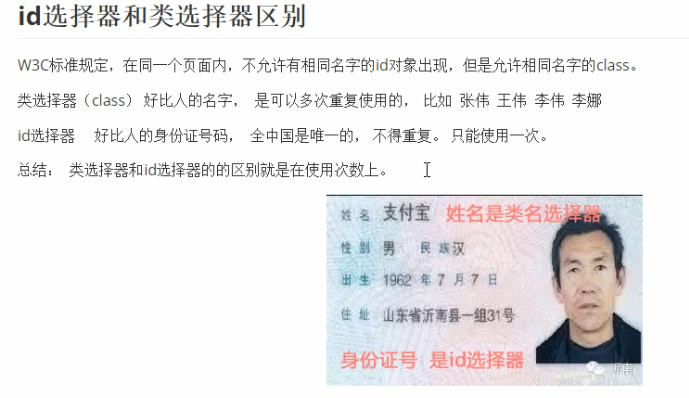 id选择器和类选择器区别
W3C标准规定，在同一个页面内，不允许有相同名字的id对象出现，但是允许相同名字的class。
类选择器（class） 好比人的名字， 是可以多次重复使用的， 比如 张伟 王伟 李伟 李娜
id选择器 好比人的身份证号码， 全中国是唯一的， 不得重复。 只能使用一次。
总结： 类选择器和id选择器的的区别就是在使用次数上。
姓名 支付宝 姓名是类名选择器
性别 男 民族汉
出生 1962 年 7 月 7 日
住址 山东省沂南县一组31号
身份证号 是id选择器